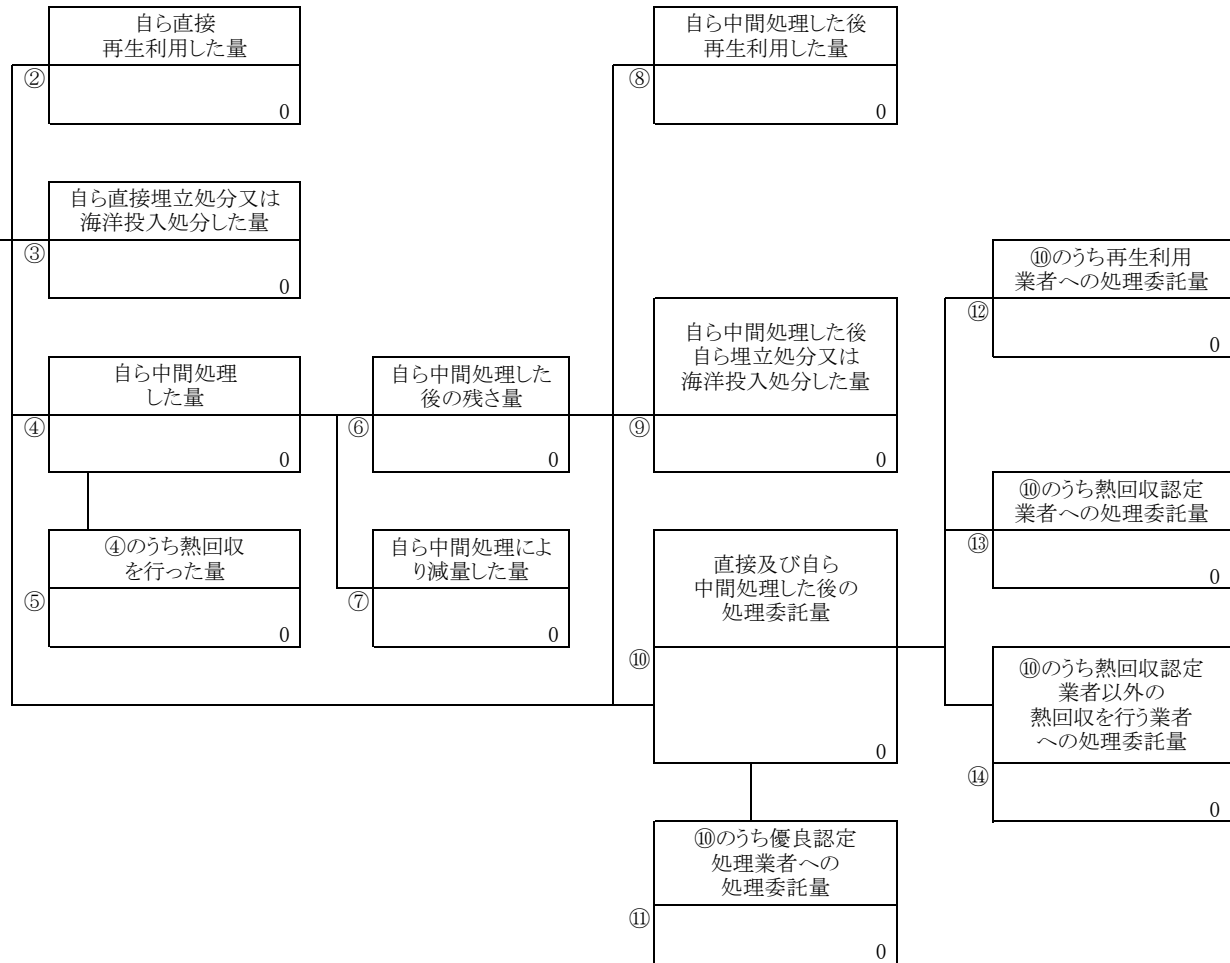 自ら直接
再生利用した量
②
0
自ら直接埋立処分又は
海洋投入処分した量
③
0
自ら中間処理
した量
④
0
④のうち熱回収
を行った量
⑤
0
自ら中間処理した
後の残さ量
⑥
0
自ら中間処理によ
り減量した量
⑦
0
自ら中間処理した後
再生利用した量
⑧
0
自ら中間処理した後
自ら埋立処分又は
海洋投入処分した量
⑨
0
直接及び自ら
中間処理した後の
処理委託量
⑩
0
⑩のうち優良認定
処理業者への
処理委託量
⑪
0
⑩のうち再生利用
業者への処理委託量
⑫
0
⑩のうち熱回収認定
業者への処理委託量
⑬
0
⑩のうち熱回収認定
業者以外の
熱回収を行う業者
への処理委託量
⑭
0